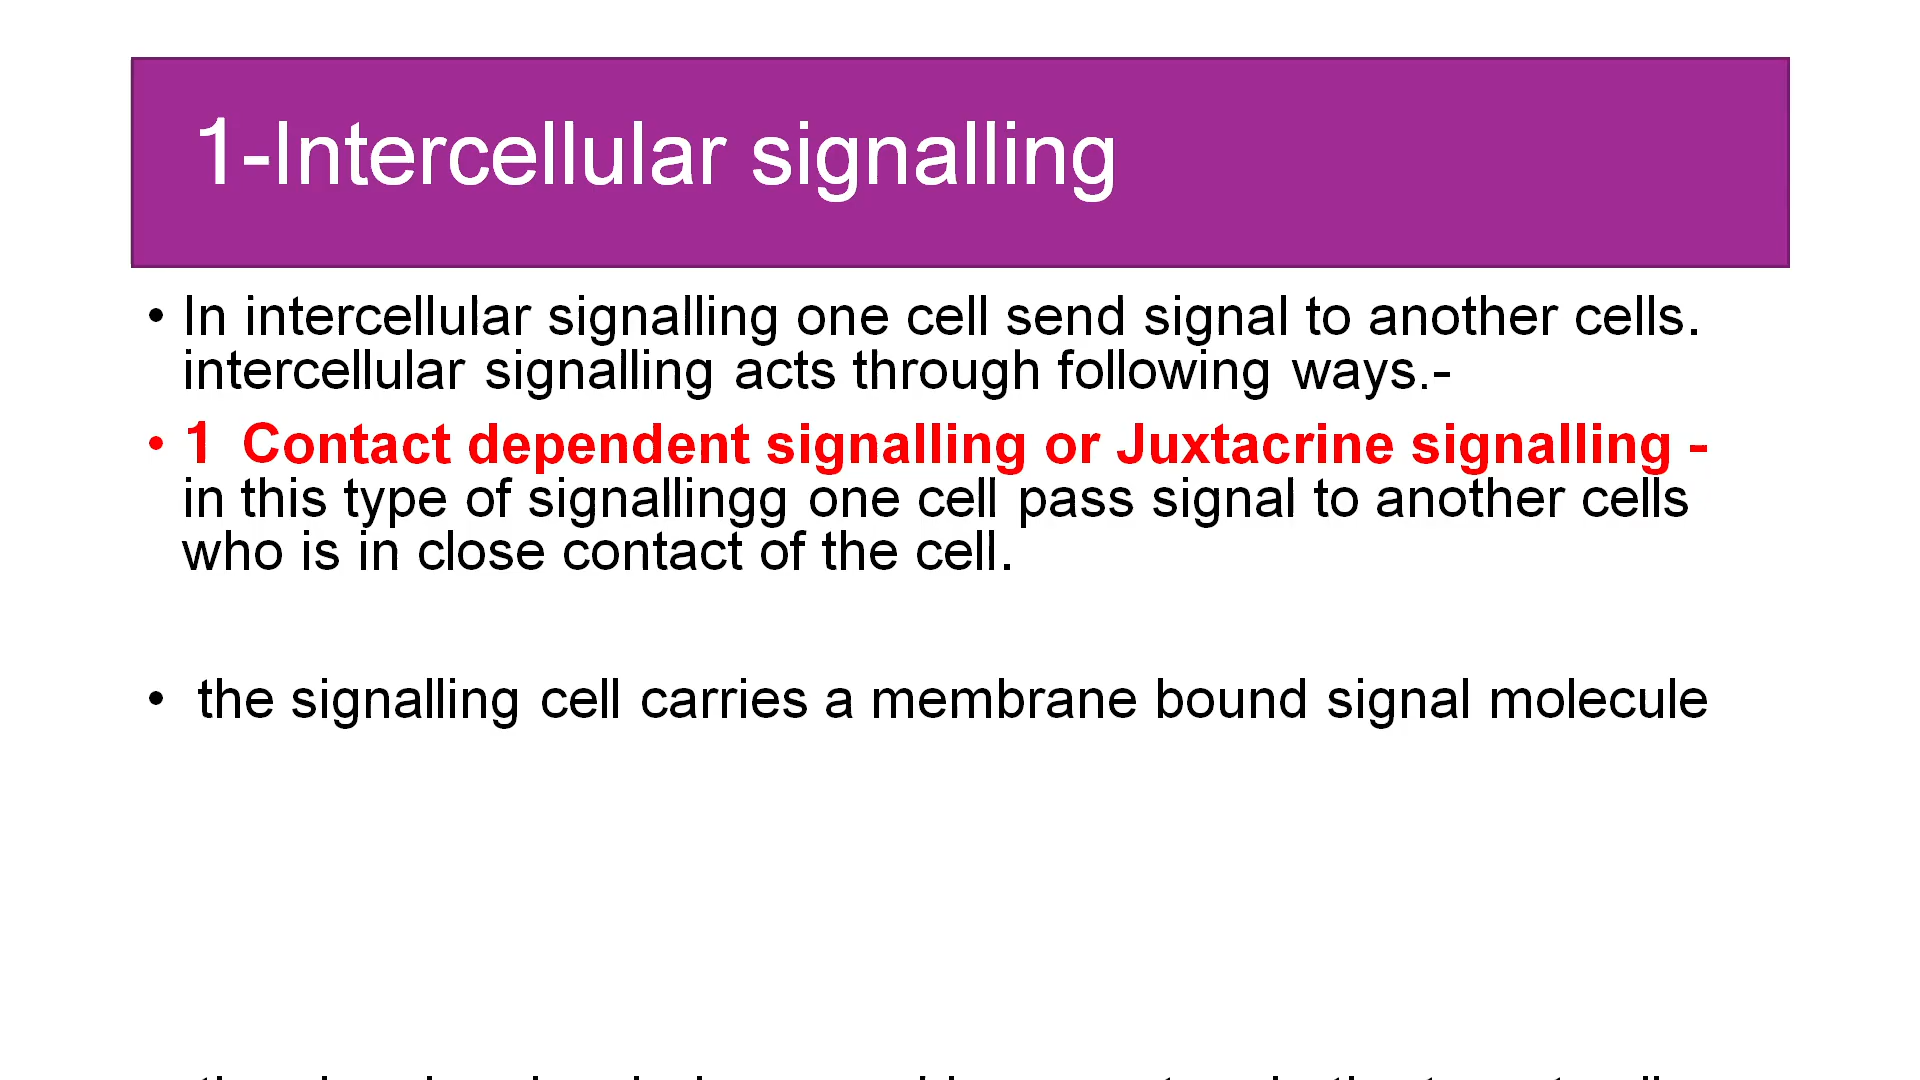 1-Intercellular signalling
• In intercellular signalling one cell send signal to another cells.
intercellular signalling acts through following ways.-
• 1 Contact dependent signalling or Juxtacrine signalling -
in this type of signallingg one cell pass signal to another cells
who is in close contact of the cell.
• the signalling cell carries a membrane bound signal molecule